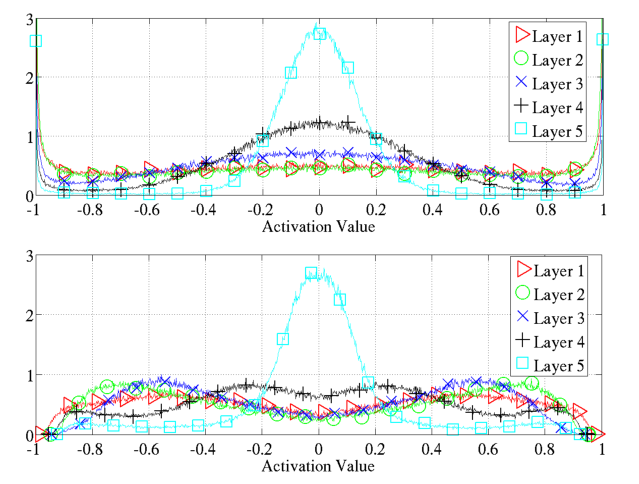 3
2
1
0
-1 -0.8 -0.6 -0.4 -0.2 0 0.2 0.4 0.6 0.8 1
Activation Value
Layer 1
Layer 2
Layer 3
Layer 4
Layer 5
3
2
1
0
-1 -0.8 -0.6 -0.4 -0.2 0 0.2 0.4 0.6 0.8 1
Activation Value
Layer 1
Layer 2
Layer 3
Layer 4
Layer 5